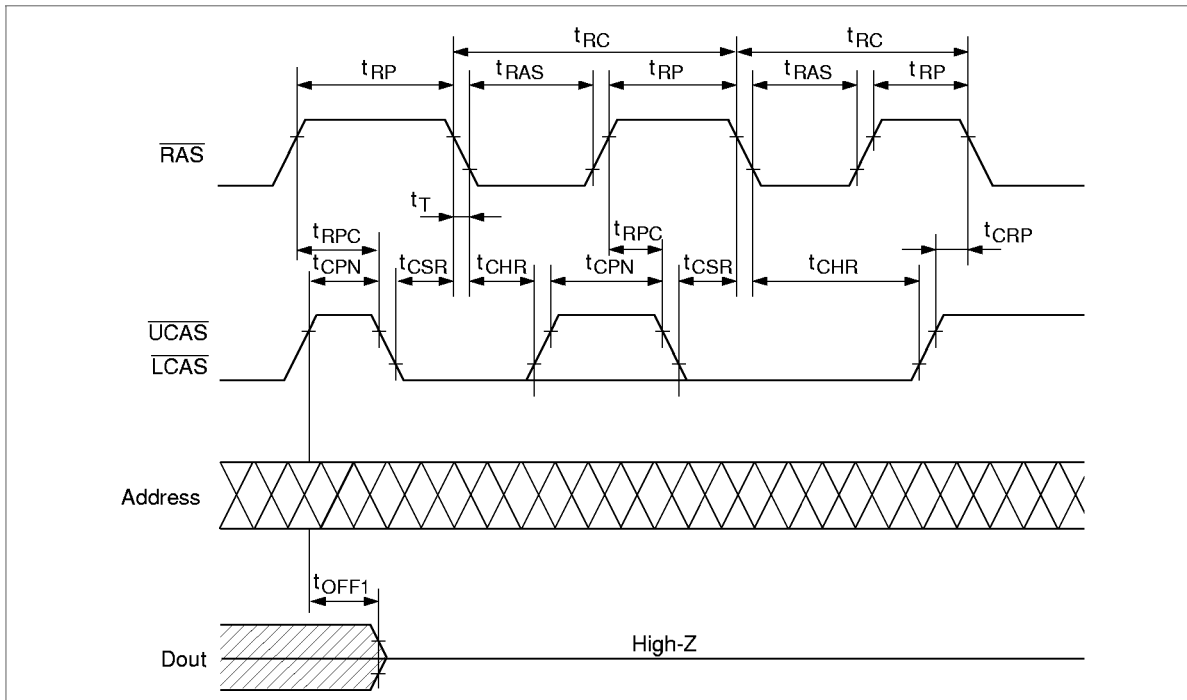 tRC tRC
tRP tRAS tRP tRAS tRP
RAS
tT
tRPC tRPC tCRP
tCPN tCSR tCHR tCPN tCSR tCHR
UCAS
LCAS
Address
tOFF1
High-Z
Dout